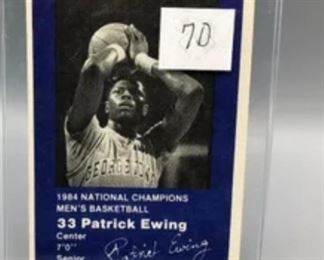 70
GEORGETOWN
1984 NATIONAL CHAMPIONS
MEN'S BASKETBALL
33 Patrick Ewing
Center
7'0"
Senior
Patrick Ewing